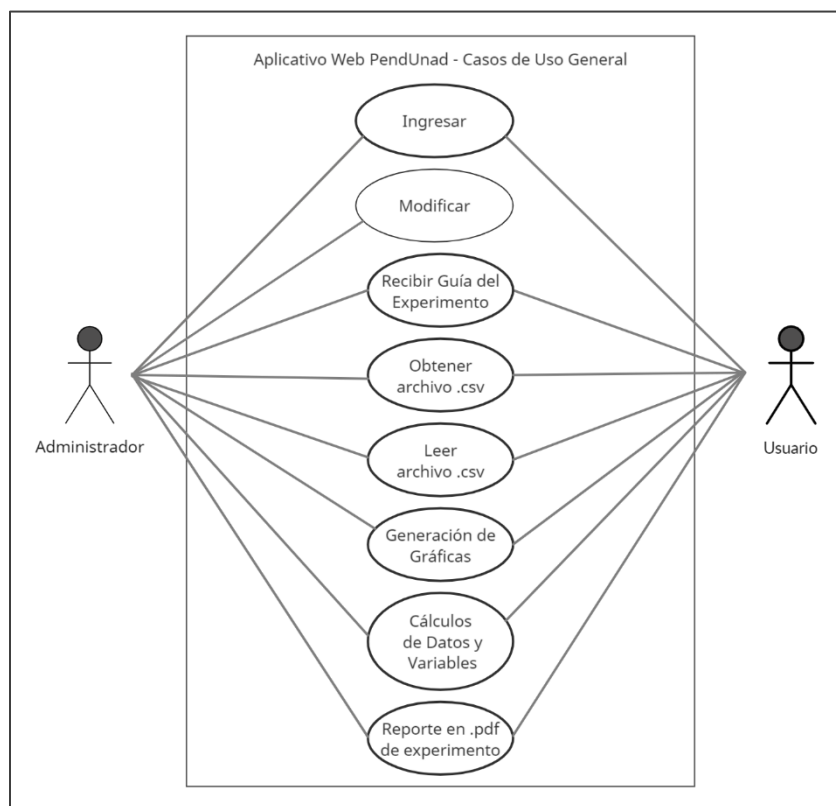 Aplicativo Web PendUnad - Casos de Uso General
Ingresar
Modificar
Recibir Guía del
Experimento
Obtener
archivo .csv
Administrador
Usuario
Leer
archivo .csv
Generación de
Gráficas
Cálculos
de Datos y
Variables
Reporte en .pdf
de experimento